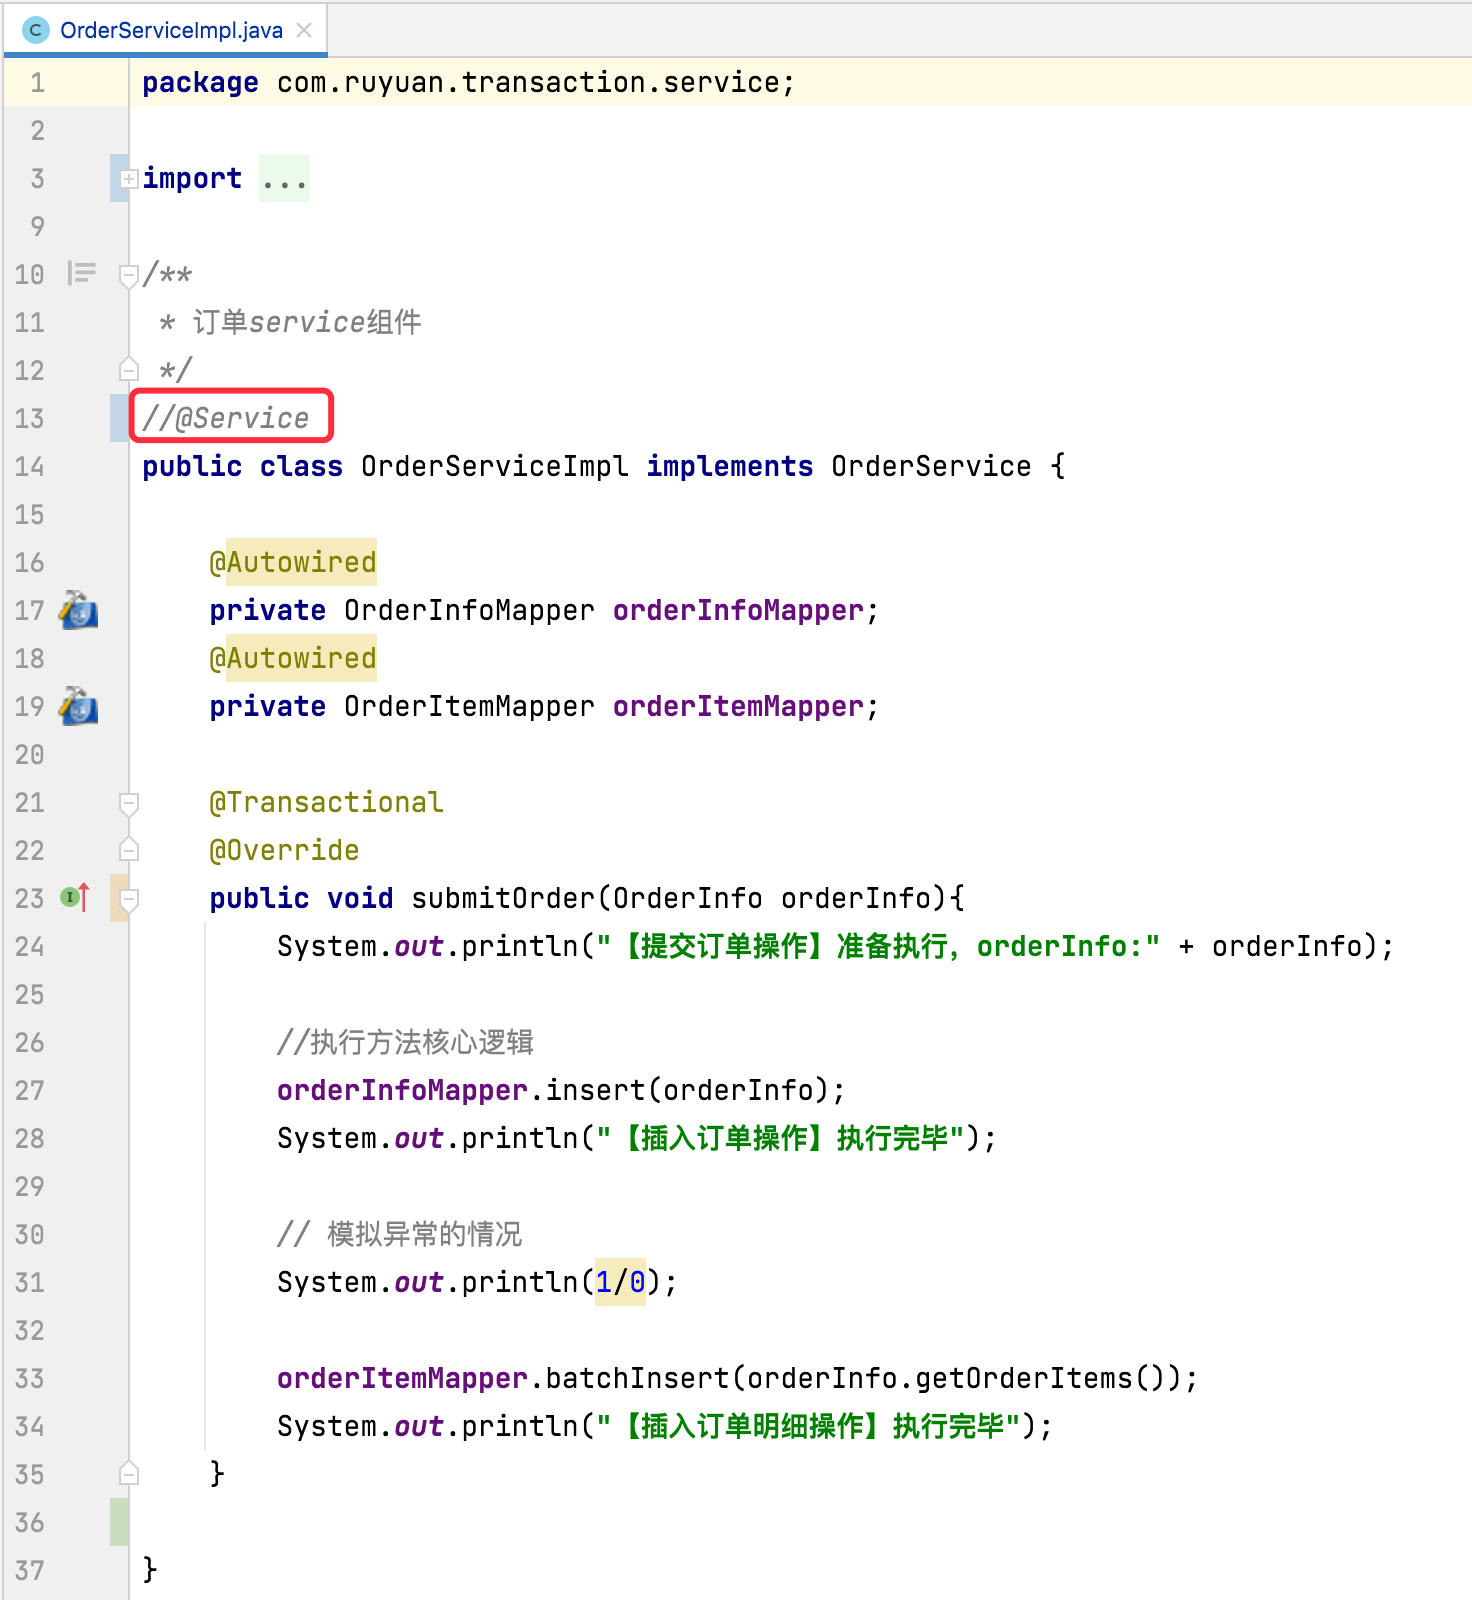 OrderServiceImpl.java
1 package com.ruyuan.transaction.service;
2
3 import ...
9
10 /**
11  * 订单service组件
12  */
13 //@Service
14 public class OrderServiceImpl implements OrderService {
15
16     @Autowired
17     private OrderInfoMapper orderInfoMapper;
18     @Autowired
19     private OrderItemMapper orderItemMapper;
20
21     @Transactional
22     @Override
23     public void submitOrder(OrderInfo orderInfo){
24         System.out.println("【提交订单操作】准备执行，orderInfo:" + orderInfo);
25
26         //执行方法核心逻辑
27         orderInfoMapper.insert(orderInfo);
28         System.out.println("【插入订单操作】执行完毕");
29
30         // 模拟异常的情况
31         System.out.println(1/0);
32
33         orderItemMapper.batchInsert(orderInfo.getOrderItems());
34         System.out.println("【插入订单明细操作】执行完毕");
35     }
36
37 }